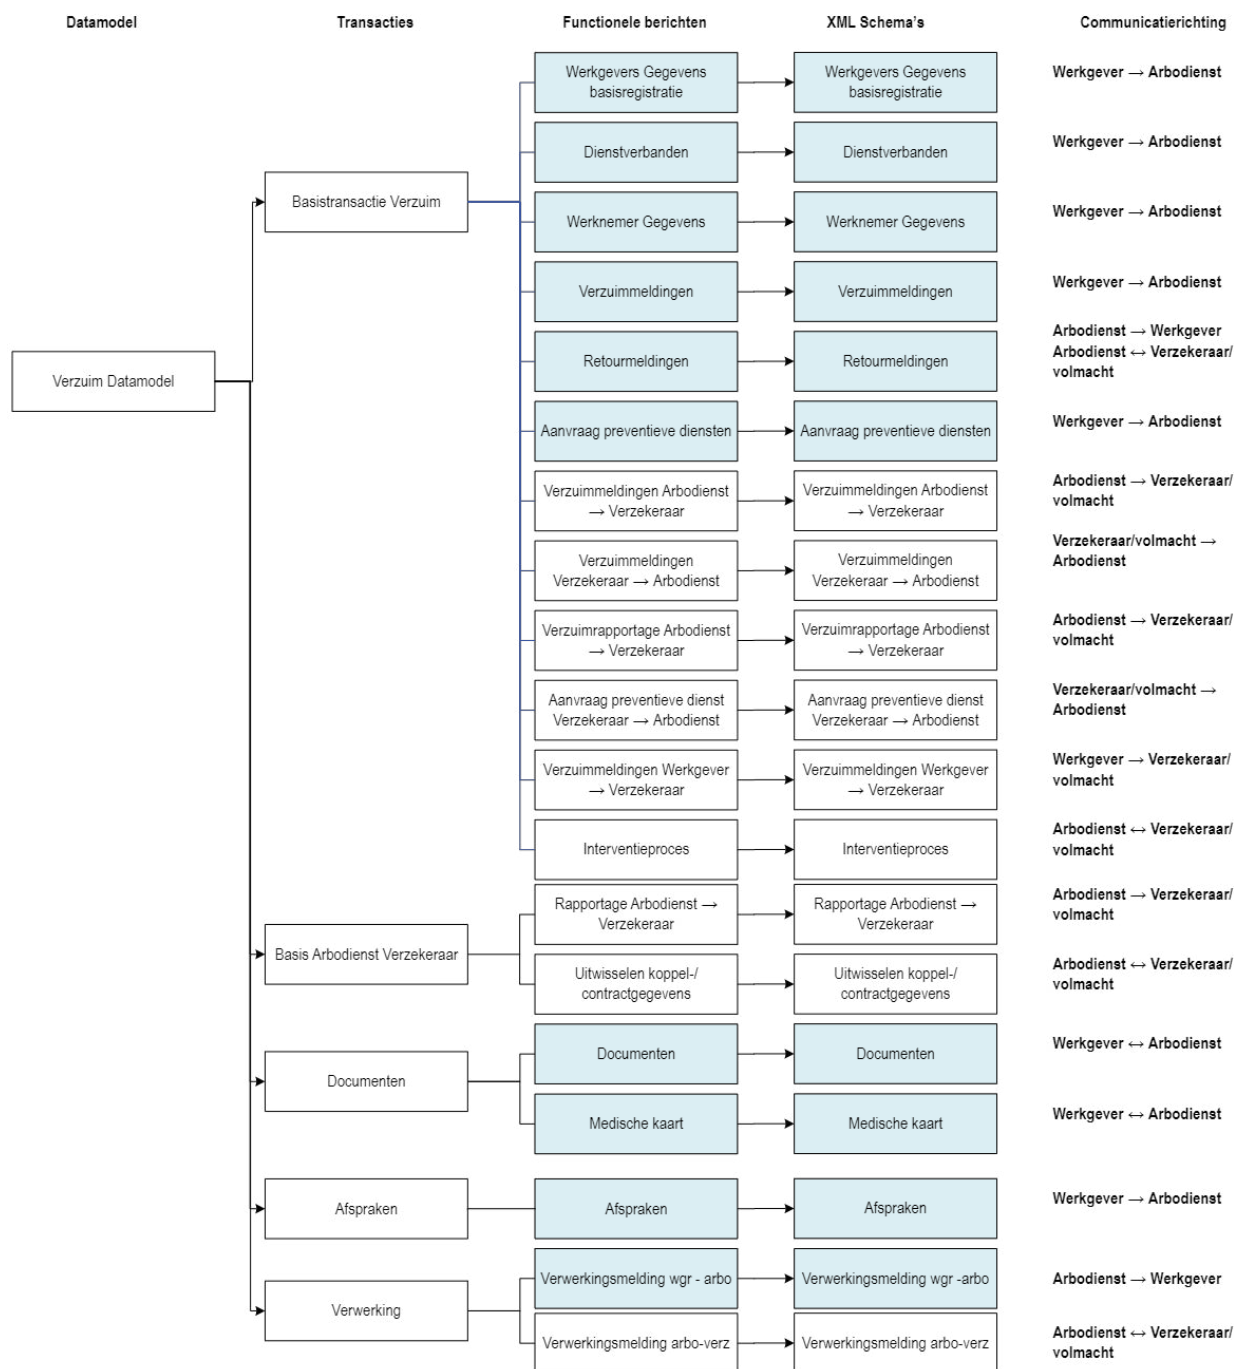 Datamodel
Transacties
Functionele berichten
XML Schema's
Communicatierichting
Werkgevers Gegevens
basisregistratie
Werkgevers Gegevens
basisregistratie
Werkgever → Arbodienst
Dienstverbanden
Dienstverbanden
Werkgever → Arbodienst
Basistransactie Verzuim
Werknemer Gegevens
Werknemer Gegevens
Werkgever → Arbodienst
Verzuimmeldingen
Verzuimmeldingen
Werkgever → Arbodienst
Verzuim Datamodel
Retourmeldingen
Retourmeldingen
Arbodienst → Werkgever
Arbodienst ↔ Verzekeraar/
volmacht
Aanvraag preventieve diensten
Aanvraag preventieve diensten
Werkgever → Arbodienst
Verzuimmeldingen Arbodienst
→ Verzekeraar
Verzuimmeldingen Arbodienst
→ Verzekeraar
Arbodienst → Verzekeraar/
volmacht
Verzuimmeldingen
Verzekeraar → Arbodienst
Verzuimmeldingen
Verzekeraar → Arbodienst
Verzekeraar/volmacht →
Arbodienst
Verzuimrapportage Arbodienst
→ Verzekeraar
Verzuimrapportage Arbodienst
→ Verzekeraar
Arbodienst → Verzekeraar/
volmacht
Aanvraag preventieve dienst
Verzekeraar → Arbodienst
Aanvraag preventieve dienst
Verzekeraar → Arbodienst
Verzekeraar/volmacht →
Arbodienst
Verzuimmeldingen Werkgever
→ Verzekeraar
Verzuimmeldingen Werkgever
→ Verzekeraar
Werkgever → Verzekeraar/
volmacht
Interventieproces
Interventieproces
Arbodienst ↔ Verzekeraar/
volmacht
Basis Arbodienst Verzekeraar
Rapportage Arbodienst →
Verzekeraar
Rapportage Arbodienst →
Verzekeraar
Arbodienst → Verzekeraar/
volmacht
Uitwisselen koppel-/
contractgegevens
Uitwisselen koppel-/
contractgegevens
Arbodienst ↔ Verzekeraar/
volmacht
Documenten
Documenten
Documenten
Werkgever ↔ Arbodienst
Medische kaart
Medische kaart
Werkgever ↔ Arbodienst
Afspraken
Afspraken
Afspraken
Werkgever → Arbodienst
Verwerking
Verwerkingsmelding wgr - arbo
Verwerkingsmelding wgr -arbo
Arbodienst → Werkgever
Verwerkingsmelding arbo-verz
Verwerkingsmelding arbo-verz
Arbodienst ↔ Verzekeraar/
volmacht